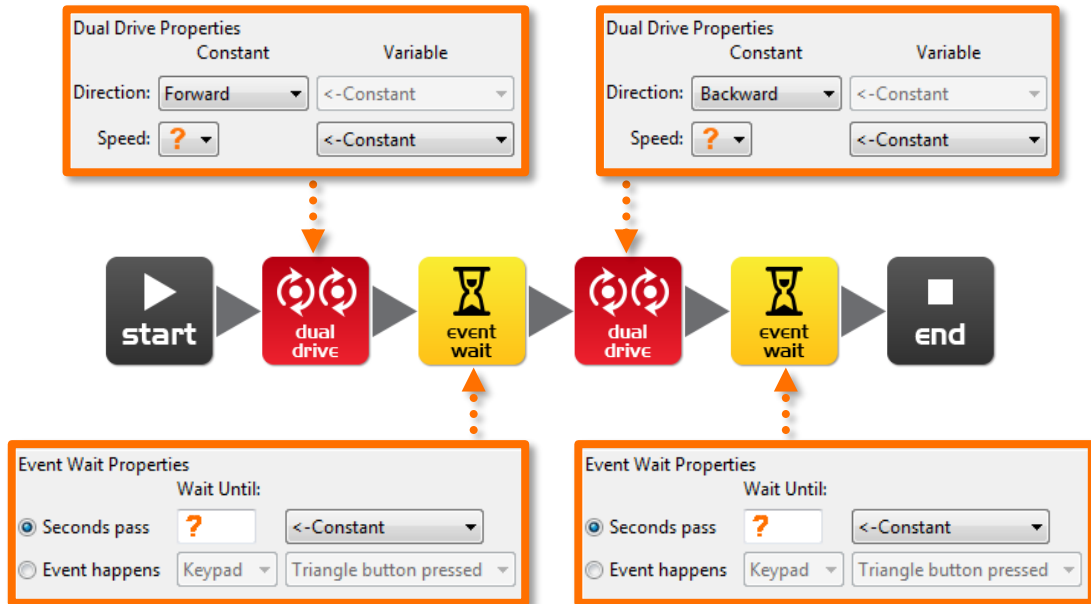 Dual Drive Properties
Constant Variable
Direction: Forward <-Constant
Speed: ? <-Constant
Dual Drive Properties
Constant Variable
Direction: Backward <-Constant
Speed: ? <-Constant
start
dual
drive
event
wait
dual
drive
event
wait
end
Event Wait Properties
Wait Until:
Seconds pass ? <-Constant
Event happens Keypad Triangle button pressed
Event Wait Properties
Wait Until:
Seconds pass ? <-Constant
Event happens Keypad Triangle button pressed